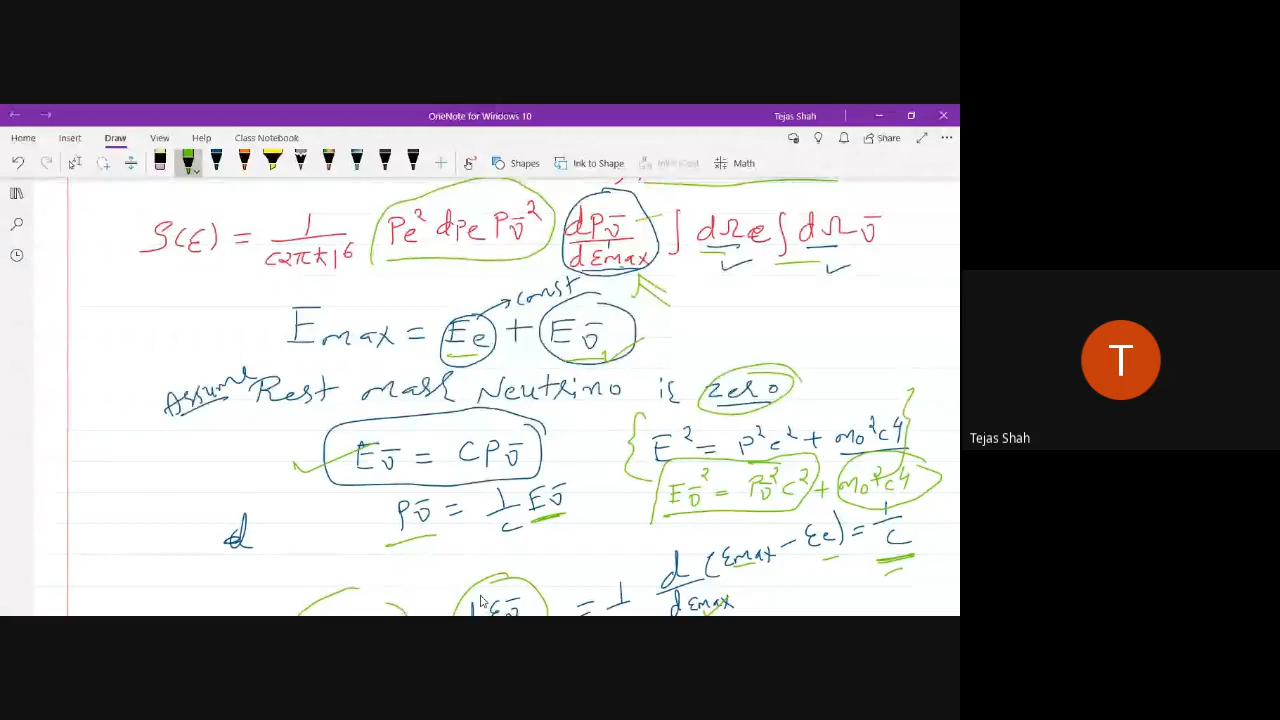 OneNote for Windows 10
Tejas Shah
Home Insert Draw View Help Class Notebook
Share
Shapes Ink to Shape Math
S(ε) = 1/(2πħ)⁶ Pe² dPe Pν̄² dPν̄/dεmax ∫ dΩe ∫ dΩν̄
Emax = Ee + Eν̄
→ const
Assume Rest mass Neutrino is zero
Eν̄ = CPν̄
E² = P²c² + m₀²c⁴
Eν̄² = Pν̄²c² + m₀²c⁴
Pν̄ = 1/c Eν̄
d
d/dεmax (εmax - εe) = 1/c
T
Tejas Shah